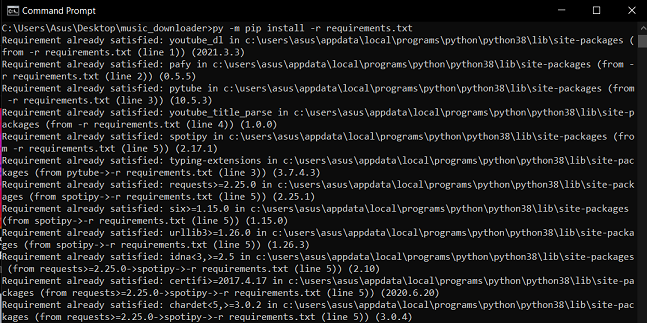 Command Prompt
C:\Users\Asus\Desktop\music_downloader>py -m pip install -r requirements.txt
Requirement already satisfied: youtube_dl in c:\users\asus\appdata\local\programs\python\python38\lib\site-packages (
from -r requirements.txt (line 1)) (2021.3.3)
Requirement already satisfied: pafy in c:\users\asus\appdata\local\programs\python\python38\lib\site-packages (from -
r requirements.txt (line 2)) (0.5.5)
Requirement already satisfied: pytube in c:\users\asus\appdata\local\programs\python\python38\lib\site-packages (from
 -r requirements.txt (line 3)) (10.5.3)
Requirement already satisfied: youtube_title_parse in c:\users\asus\appdata\local\programs\python\python38\lib\site-p
ackages (from -r requirements.txt (line 4)) (1.0.0)
Requirement already satisfied: spotipy in c:\users\asus\appdata\local\programs\python\python38\lib\site-packages (fro
m -r requirements.txt (line 5)) (2.17.1)
Requirement already satisfied: typing-extensions in c:\users\asus\appdata\local\programs\python\python38\lib\site-pac
kages (from pytube->-r requirements.txt (line 3)) (3.7.4.3)
Requirement already satisfied: requests>=2.25.0 in c:\users\asus\appdata\local\programs\python\python38\lib\site-pack
ages (from spotipy->-r requirements.txt (line 5)) (2.25.1)
Requirement already satisfied: six>=1.15.0 in c:\users\asus\appdata\local\programs\python\python38\lib\site-packages
(from spotipy->-r requirements.txt (line 5)) (1.15.0)
Requirement already satisfied: urllib3>=1.26.0 in c:\users\asus\appdata\local\programs\python\python38\lib\site-packa
ges (from spotipy->-r requirements.txt (line 5)) (1.26.3)
Requirement already satisfied: idna<3,>=2.5 in c:\users\asus\appdata\local\programs\python\python38\lib\site-packages
 (from requests>=2.25.0->spotipy->-r requirements.txt (line 5)) (2.10)
Requirement already satisfied: certifi>=2017.4.17 in c:\users\asus\appdata\local\programs\python\python38\lib\site-pa
ckages (from requests>=2.25.0->spotipy->-r requirements.txt (line 5)) (2020.6.20)
Requirement already satisfied: chardet<5,>=3.0.2 in c:\users\asus\appdata\local\programs\python\python38\lib\site-pac
kages (from requests>=2.25.0->spotipy->-r requirements.txt (line 5)) (3.0.4)